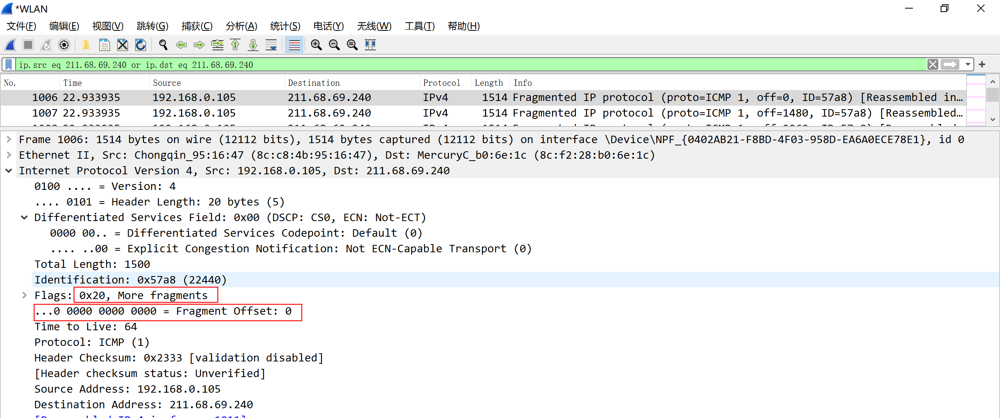 *WLAN
文件(F) 编辑(E) 视图(V) 跳转(G) 捕获(C) 分析(A) 统计(S) 电话(Y) 无线(W) 工具(T) 帮助(H)
ip.src eq 211.68.69.240 or ip.dst eq 211.68.69.240
No. Time Source Destination Protocol Length Info
1006 22.933935 192.168.0.105 211.68.69.240 IPv4 1514 Fragmented IP protocol (proto=ICMP 1, off=0, ID=57a8) [Reassembled in…
1007 22.933935 192.168.0.105 211.68.69.240 IPv4 1514 Fragmented IP protocol (proto=ICMP 1, off=1480, ID=57a8) [Reassembled…
Frame 1006: 1514 bytes on wire (12112 bits), 1514 bytes captured (12112 bits) on interface \Device\NPF_{0402AB21-F8BD-4F03-958D-EA6A0ECE78E1}, id 0
Ethernet II, Src: Chongqin_95:16:47 (8c:c8:4b:95:16:47), Dst: MercuryC_b0:6e:1c (8c:f2:28:b0:6e:1c)
Internet Protocol Version 4, Src: 192.168.0.105, Dst: 211.68.69.240
0100 .... = Version: 4
.... 0101 = Header Length: 20 bytes (5)
Differentiated Services Field: 0x00 (DSCP: CS0, ECN: Not-ECT)
0000 00.. = Differentiated Services Codepoint: Default (0)
.... ..00 = Explicit Congestion Notification: Not ECN-Capable Transport (0)
Total Length: 1500
Identification: 0x57a8 (22440)
Flags: 0x20, More fragments
...0 0000 0000 0000 = Fragment Offset: 0
Time to Live: 64
Protocol: ICMP (1)
Header Checksum: 0x2333 [validation disabled]
[Header checksum status: Unverified]
Source Address: 192.168.0.105
Destination Address: 211.68.69.240